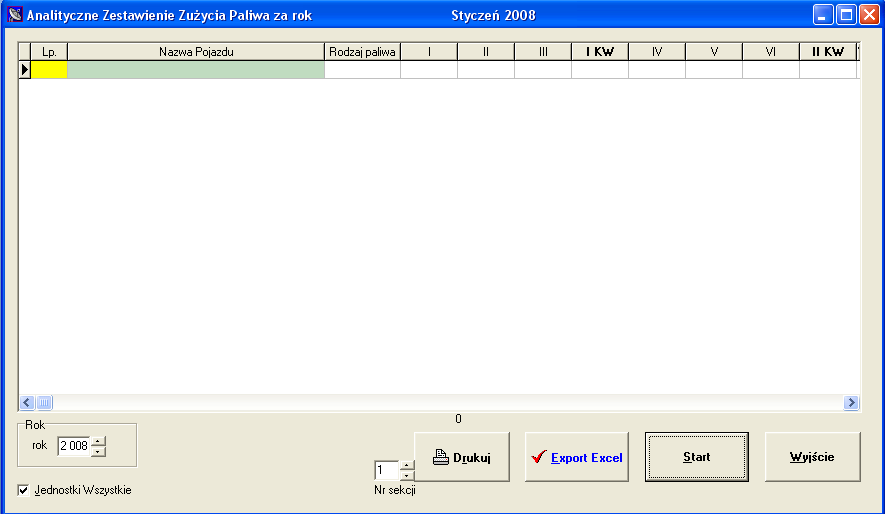 Analityczne Zestawienie Zużycia Paliwa za rok Styczeń 2008
Lp. Nazwa Pojazdu Rodzaj paliwa I II III I KW IV V VI II KW
0
Rok
rok 2 008
Drukuj Export Excel Start Wyjście
1
Nr sekcji
Jednostki Wszystkie